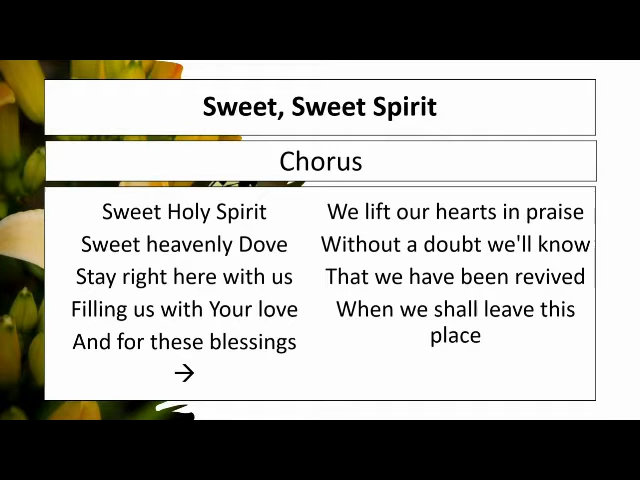 Sweet, Sweet Spirit
Chorus
Sweet Holy Spirit
Sweet heavenly Dove
Stay right here with us
Filling us with Your love
And for these blessings
→
We lift our hearts in praise
Without a doubt we'll know
That we have been revived
When we shall leave this
place